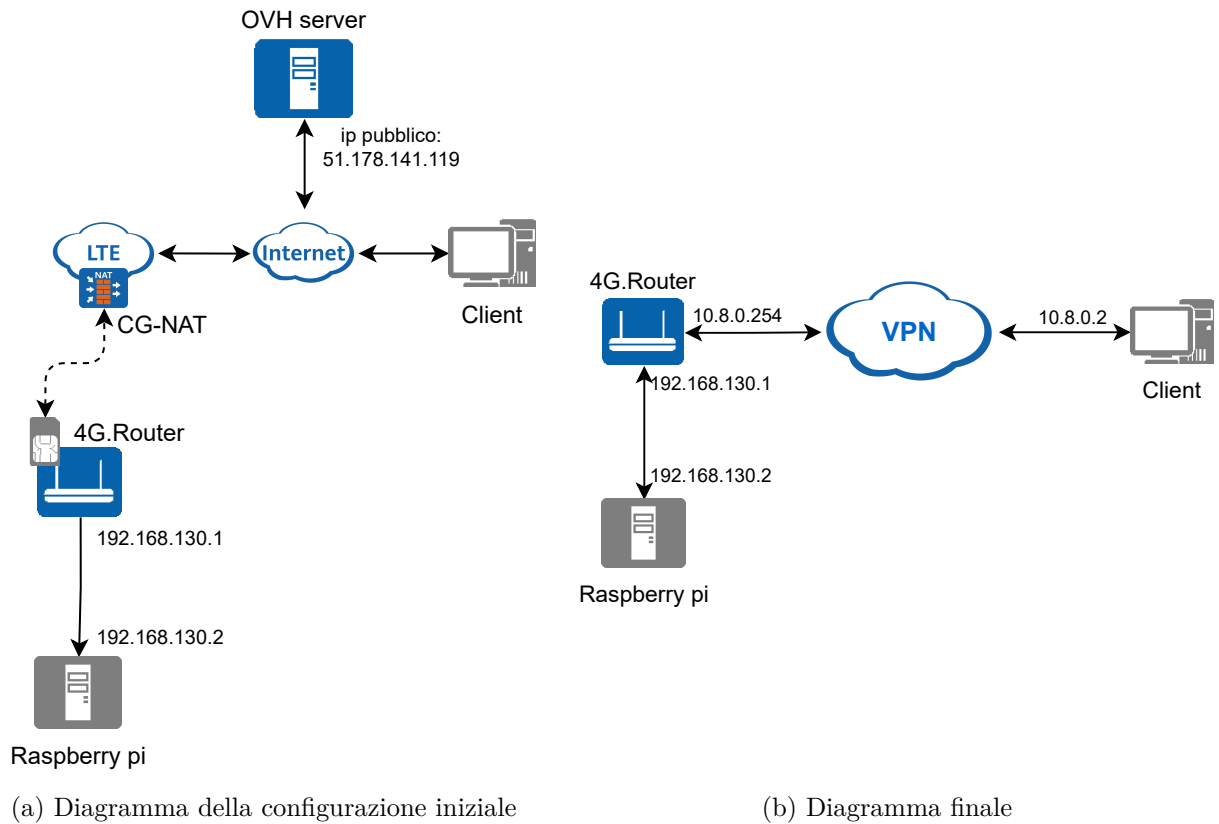 OVH server
ip pubblico:
51.178.141.119
LTE
NAT
CG-NAT
Internet
Client
4G.Router
192.168.130.1
192.168.130.2
Raspberry pi
(a) Diagramma della configurazione iniziale
4G.Router
10.8.0.254
VPN
10.8.0.2
Client
192.168.130.1
192.168.130.2
Raspberry pi
(b) Diagramma finale